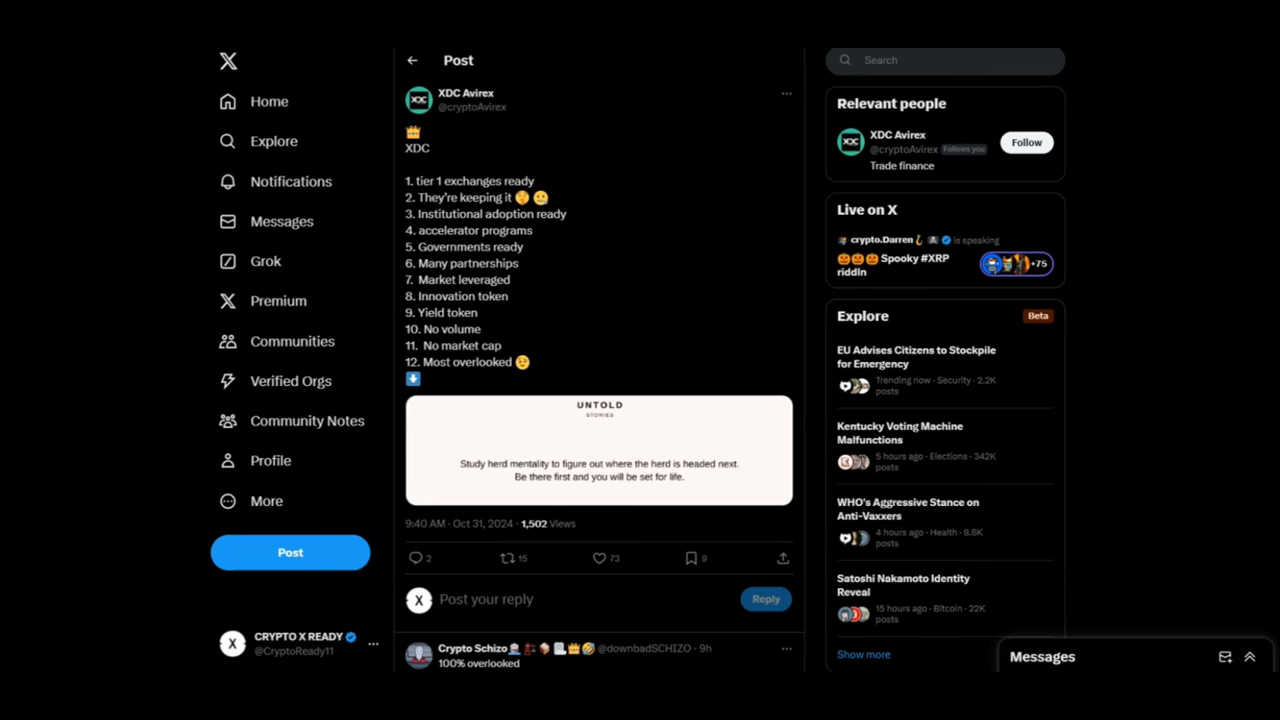 Home
Explore
Notifications
Messages
Grok
Premium
Communities
Verified Orgs
Community Notes
Profile
More
Post
CRYPTO X READY
@CryptoReady11
Post
XDC Avirex
@cryptoAvirex
👑
XDC
1. tier 1 exchanges ready
2. They're keeping it 🤫 🤐
3. Institutional adoption ready
4. accelerator programs
5. Governments ready
6. Many partnerships
7. Market leveraged
8. Innovation token
9. Yield token
10. No volume
11.  No market cap
12. Most overlooked 🤨
⬇️
UNTOLD
STORIES
Study herd mentality to figure out where the herd is headed next.
Be there first and you will be set for life.
9:40 AM · Oct 31, 2024 · 1,502 Views
2 15 73 9
Post your reply
Reply
Crypto Schizo @downbadSCHIZO · 9h
100% overlooked
Search
Relevant people
XDC Avirex
@cryptoAvirex Follows you
Follow
Trade finance
Live on X
crypto.Darren is speaking
🎃🎃🎃 Spooky #XRP
riddln
+75
Explore
Beta
EU Advises Citizens to Stockpile
for Emergency
Trending now · Security · 2.2K
posts
Kentucky Voting Machine
Malfunctions
5 hours ago · Elections · 342K
posts
WHO's Aggressive Stance on
Anti-Vaxxers
4 hours ago · Health · 8.6K
posts
Satoshi Nakamoto Identity
Reveal
15 hours ago · Bitcoin · 22K
posts
Show more
Messages